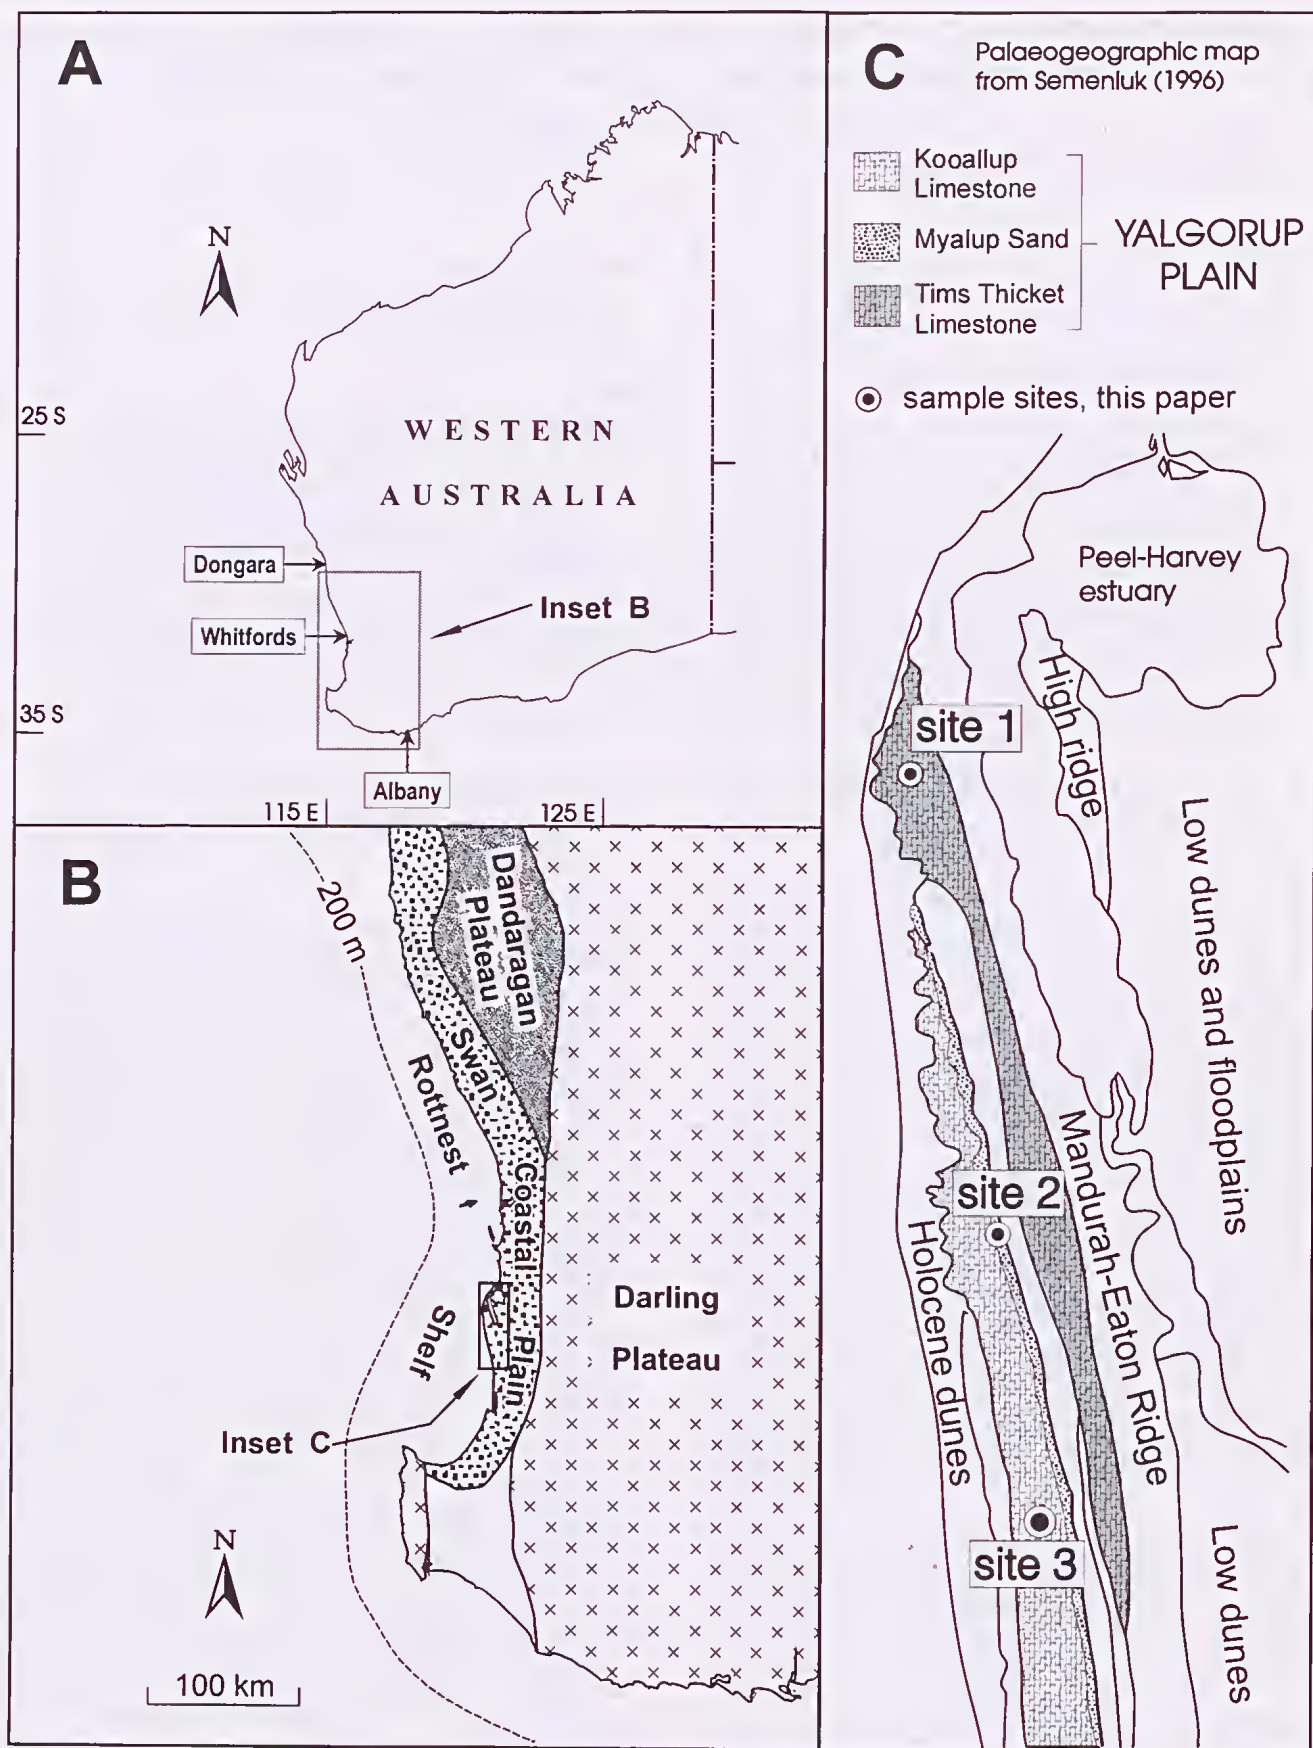 A
N
25 S
WESTERN
AUSTRALIA
Dongara
Inset B
Whitfords
35 S
Albany
115 E
125 E
B
200 m
Dandaragan
Plateau
Swan
Coastal
Plain
Rottnest
Shelf
Darling
Plateau
Inset C
N
100 km
C
Palaeogeographic map
from Semeniuk (1996)
Kooallup
Limestone
Myalup Sand
Tims Thicket
Limestone
YALGORUP
PLAIN
sample sites, this paper
Peel-Harvey
estuary
High ridge
site 1
Low dunes and floodplains
Mandurah-Eaton Ridge
site 2
Holocene dunes
site 3
Low dunes